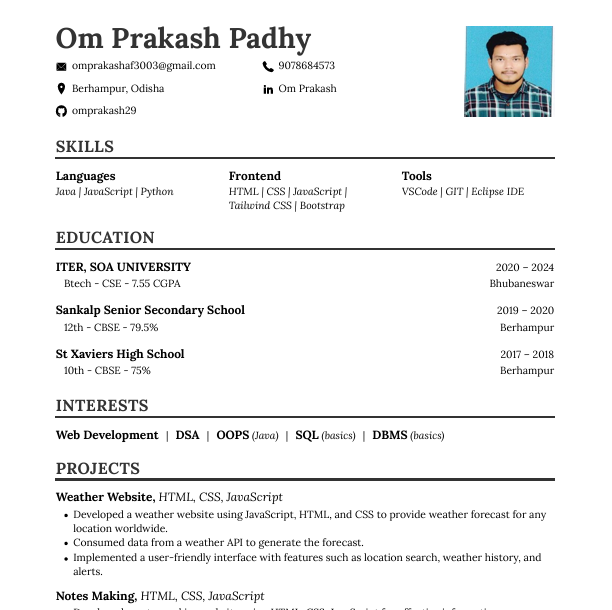 Om Prakash Padhy
omprakashaf3003@gmail.com 9078684573
Berhampur, Odisha in Om Prakash
omprakash29
SKILLS
Languages Frontend Tools
Java | JavaScript | Python HTML | CSS | JavaScript | VSCode | GIT | Eclipse IDE
Tailwind CSS | Bootstrap
EDUCATION
ITER, SOA UNIVERSITY 2020 – 2024
Btech - CSE - 7.55 CGPA Bhubaneswar
Sankalp Senior Secondary School 2019 – 2020
12th - CBSE - 79.5% Berhampur
St Xaviers High School 2017 – 2018
10th - CBSE - 75% Berhampur
INTERESTS
Web Development | DSA | OOPS (Java) | SQL (basics) | DBMS (basics)
PROJECTS
Weather Website, HTML, CSS, JavaScript
• Developed a weather website using JavaScript, HTML, and CSS to provide weather forecast for any
location worldwide.
• Consumed data from a weather API to generate the forecast.
• Implemented a user-friendly interface with features such as location search, weather history, and
alerts.
Notes Making, HTML, CSS, JavaScript